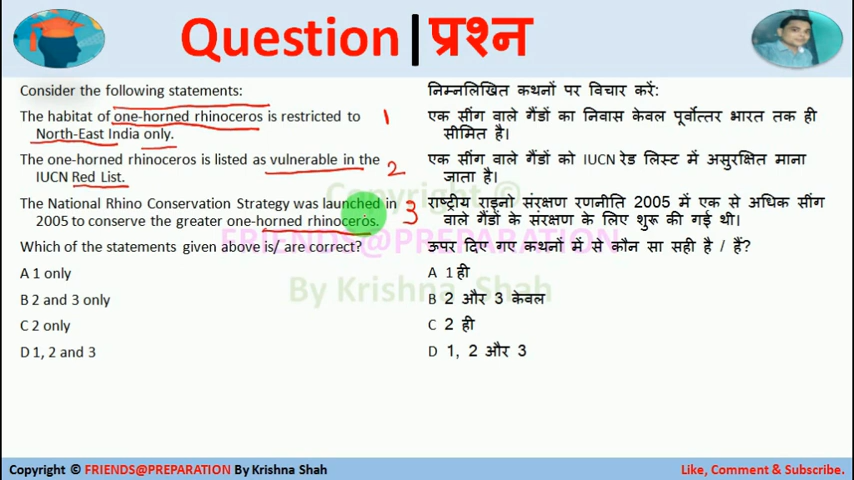 Question|प्रश्न
Consider the following statements:
The habitat of one-horned rhinoceros is restricted to
North-East India only.
1
The one-horned rhinoceros is listed as vulnerable in the
IUCN Red List.
2
The National Rhino Conservation Strategy was launched in
2005 to conserve the greater one-horned rhinoceros.
3
Which of the statements given above is/ are correct?
A 1 only
B 2 and 3 only
C 2 only
D 1, 2 and 3
निम्नलिखित कथनों पर विचार करें:
एक सींग वाले गैंडों का निवास केवल पूर्वोत्तर भारत तक ही
सीमित है।
एक सींग वाले गैंडों को IUCN रेड लिस्ट में असुरक्षित माना
जाता है।
राष्ट्रीय राइनो संरक्षण रणनीति 2005 में एक से अधिक सींग
वाले गैंडों के संरक्षण के लिए शुरू की गई थी।
ऊपर दिए गए कथनों में से कौन सा सही है / हैं?
A 1 ही
B 2 और 3 केवल
C 2 ही
D 1, 2 और 3
Copyright ©
FRIENDS@PREPARATION
By Krishna Shah
Copyright © FRIENDS@PREPARATION By Krishna Shah
Like, Comment & Subscribe.